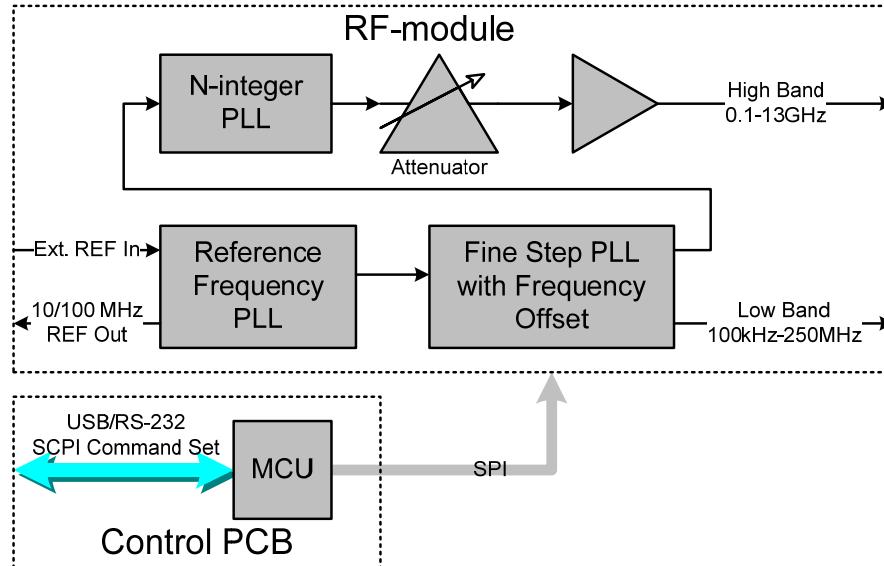 RF-module
N-integer
PLL
Attenuator
High Band
0.1-13GHz
Ext. REF In
10/100 MHz
REF Out
Reference
Frequency
PLL
Fine Step PLL
with Frequency
Offset
Low Band
100kHz-250MHz
USB/RS-232
SCPI Command Set
MCU
SPI
Control PCB